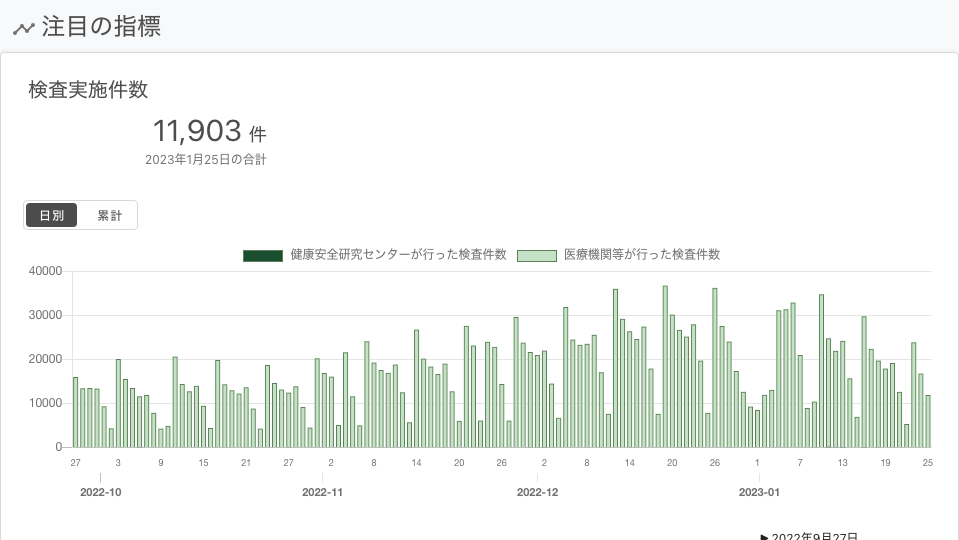 注目の指標
検査実施件数
11,903 件
2023年1月25日の合計
日別 累計
健康安全研究センターが行った検査件数 医療機関等が行った検査件数
40000
30000
20000
10000
0
27 3 9 15 21 27 2 8 14 20 26 2 8 14 20 26 1 7 13 19 25
2022-10 2022-11 2022-12 2023-01
▶ 2022年9月27日